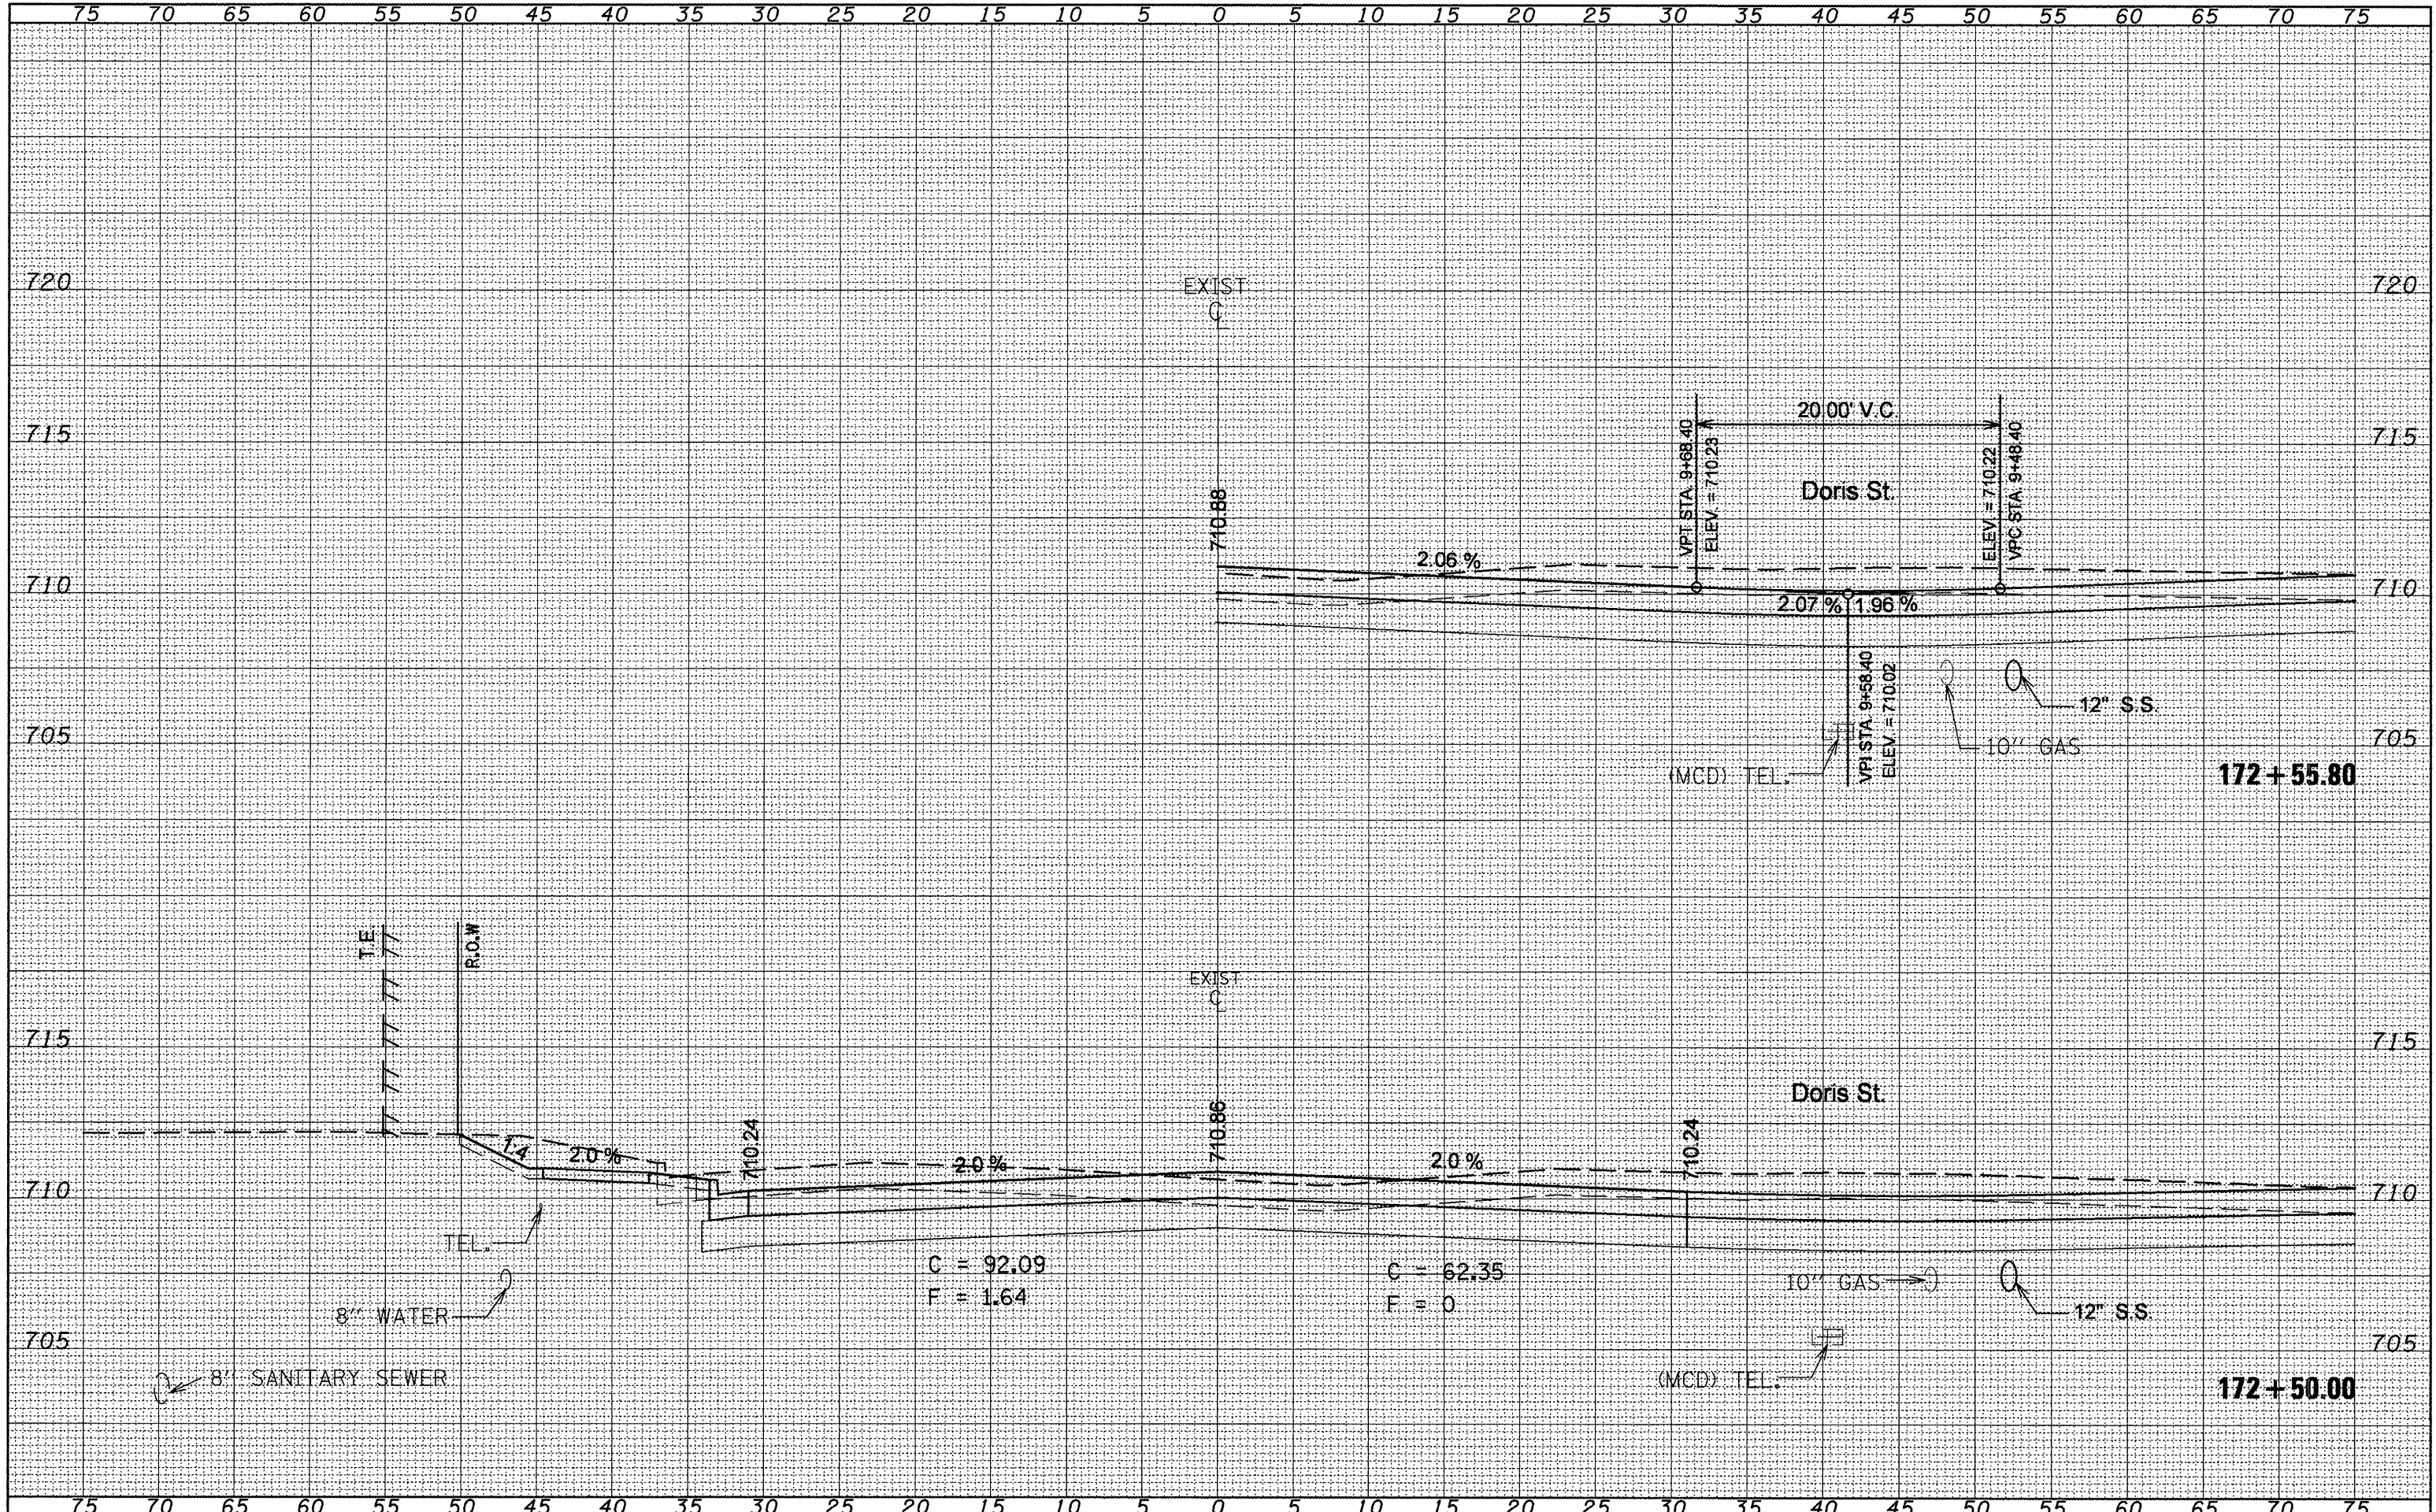 75 70 65 60 55 50 45 40 35 30 25 20 15 10 5 0 5 10 15 20 25 30 35 40 45 50 55 60 65 70 75
720 720
EXIST
C L
20.00' V.C.
715 715
VPT STA. 9+68.40
ELEV. = 710.23
ELEV. = 710.22
VPC STA. 9+48.40
Doris St.
710.88
2.06 %
710 710
2.07 % 1.96 %
VPI STA. 9+58.40
ELEV. = 710.02
12" S.S.
10'' GAS
705 705
(MCD) TEL.
172 + 55.80
T.E
R.O.W
EXIST
C L
715 715
Doris St.
1:4
2.0 %
710.24
2.0 %
710.86
2.0 %
710.24
710 710
TEL.
C = 92.09
F = 1.64
C = 62.35
F = 0
10'' GAS
12" S.S.
8'' WATER
705 705
8'' SANITARY SEWER
(MCD) TEL.
172 + 50.00
75 70 65 60 55 50 45 40 35 30 25 20 15 10 5 0 5 10 15 20 25 30 35 40 45 50 55 60 65 70 75